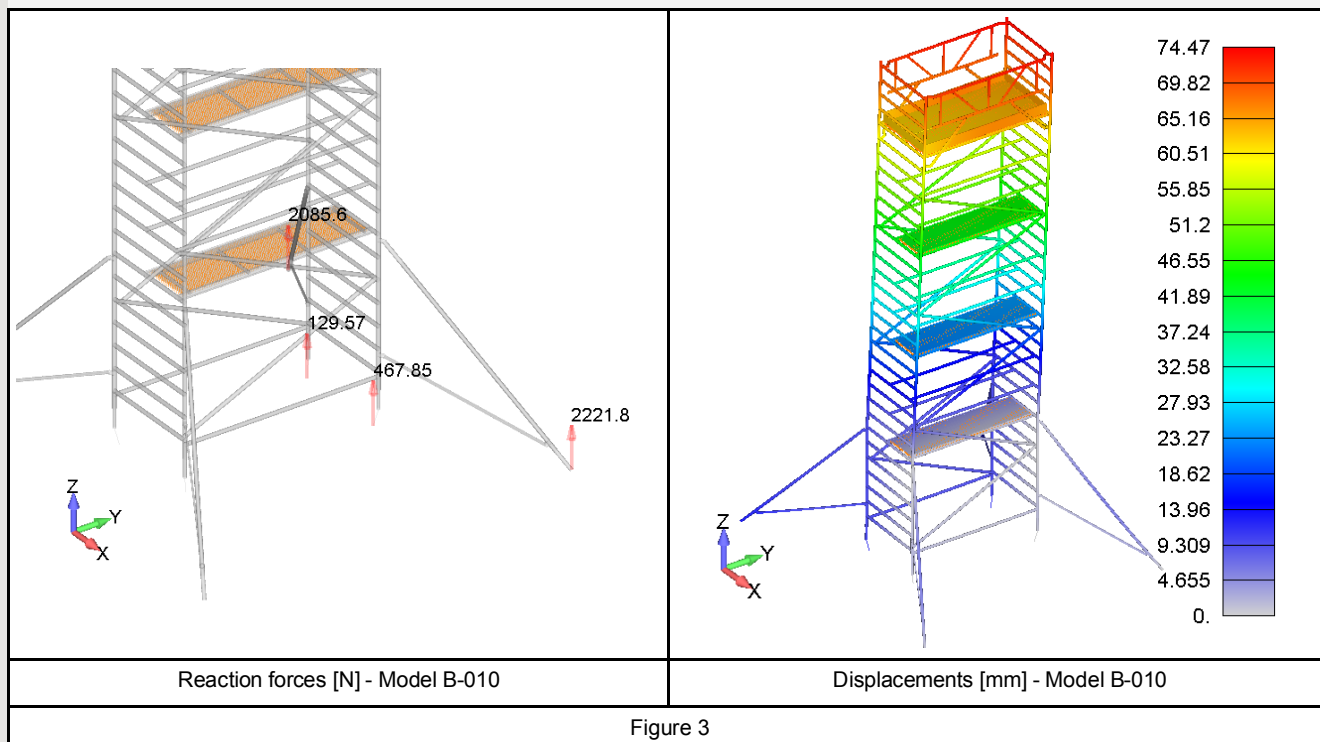 2085.6
129.57
467.85
2221.8
Z
Y
X
74.47
69.82
65.16
60.51
55.85
51.2
46.55
41.89
37.24
32.58
27.93
23.27
18.62
13.96
9.309
4.655
0.
Z
Y
X
Reaction forces [N] - Model B-010
Displacements [mm] - Model B-010
Figure 3